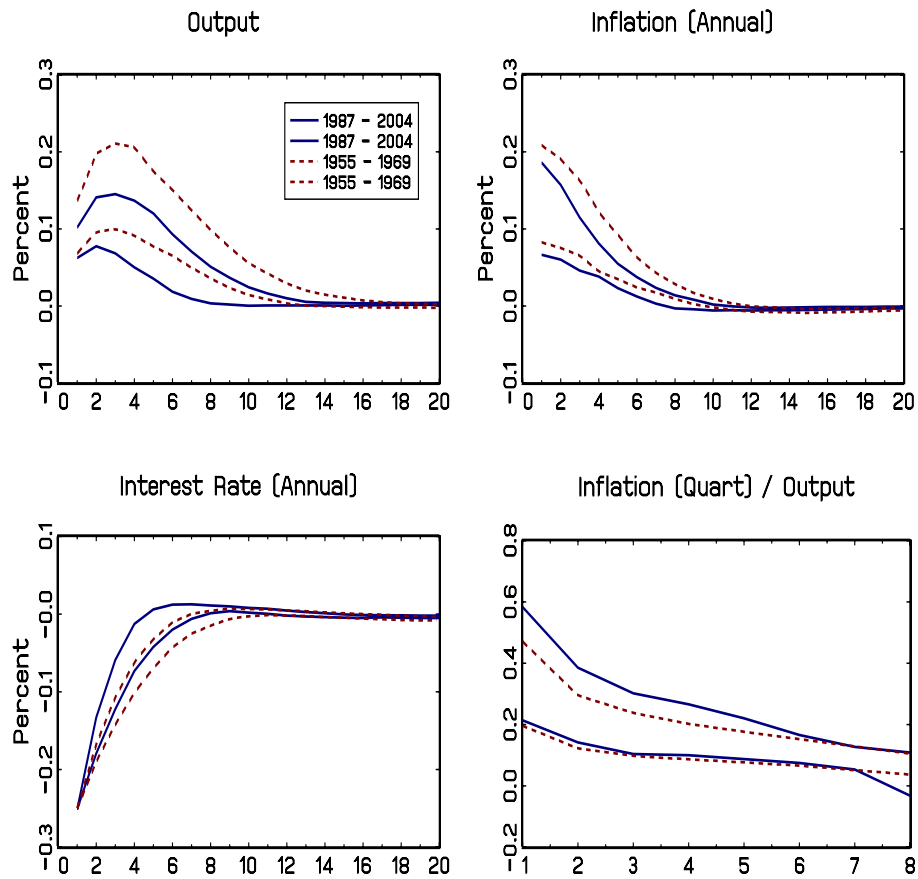 Output
Percent
0.3
0.2
0.1
0.0
-0.1
1987 - 2004
1987 - 2004
1955 - 1969
1955 - 1969
0 2 4 6 8 10 12 14 16 18 20
Inflation (Annual)
Percent
0.3
0.2
0.1
0.0
-0.1
0 2 4 6 8 10 12 14 16 18 20
Interest Rate (Annual)
Percent
0.1
-0.0
-0.1
-0.2
-0.3
0 2 4 6 8 10 12 14 16 18 20
Inflation (Quart) / Output
0.8
0.6
0.4
0.2
0.0
-0.2
1 2 3 4 5 6 7 8